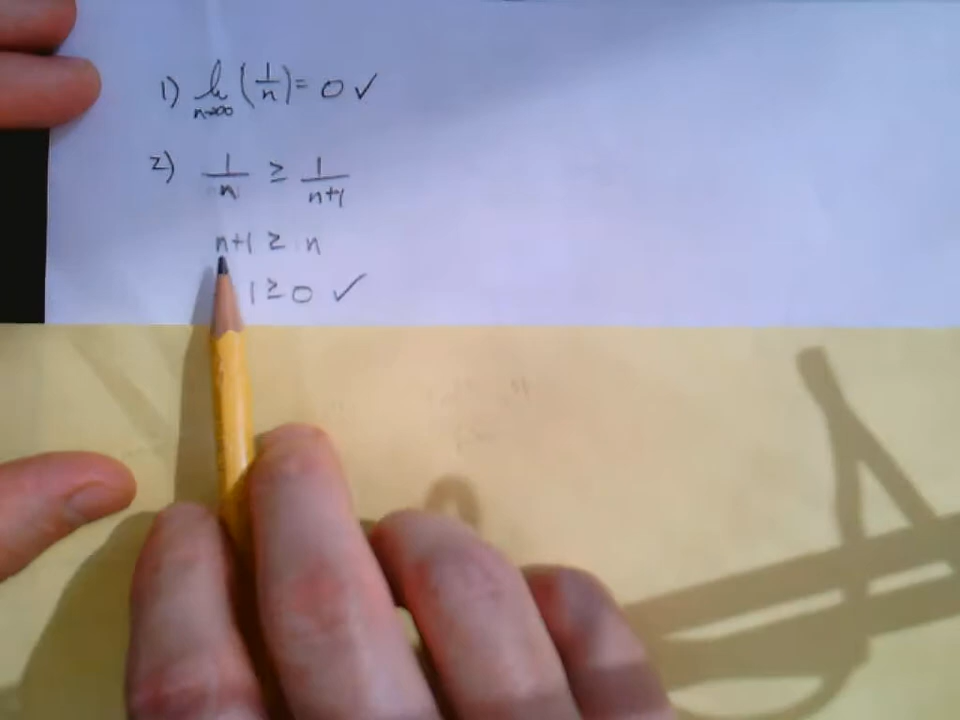 1) lim n→∞ (1/n) = 0 ✓
2) 1/n ≥ 1/n+1
n+1 ≥ n
1 ≥ 0 ✓